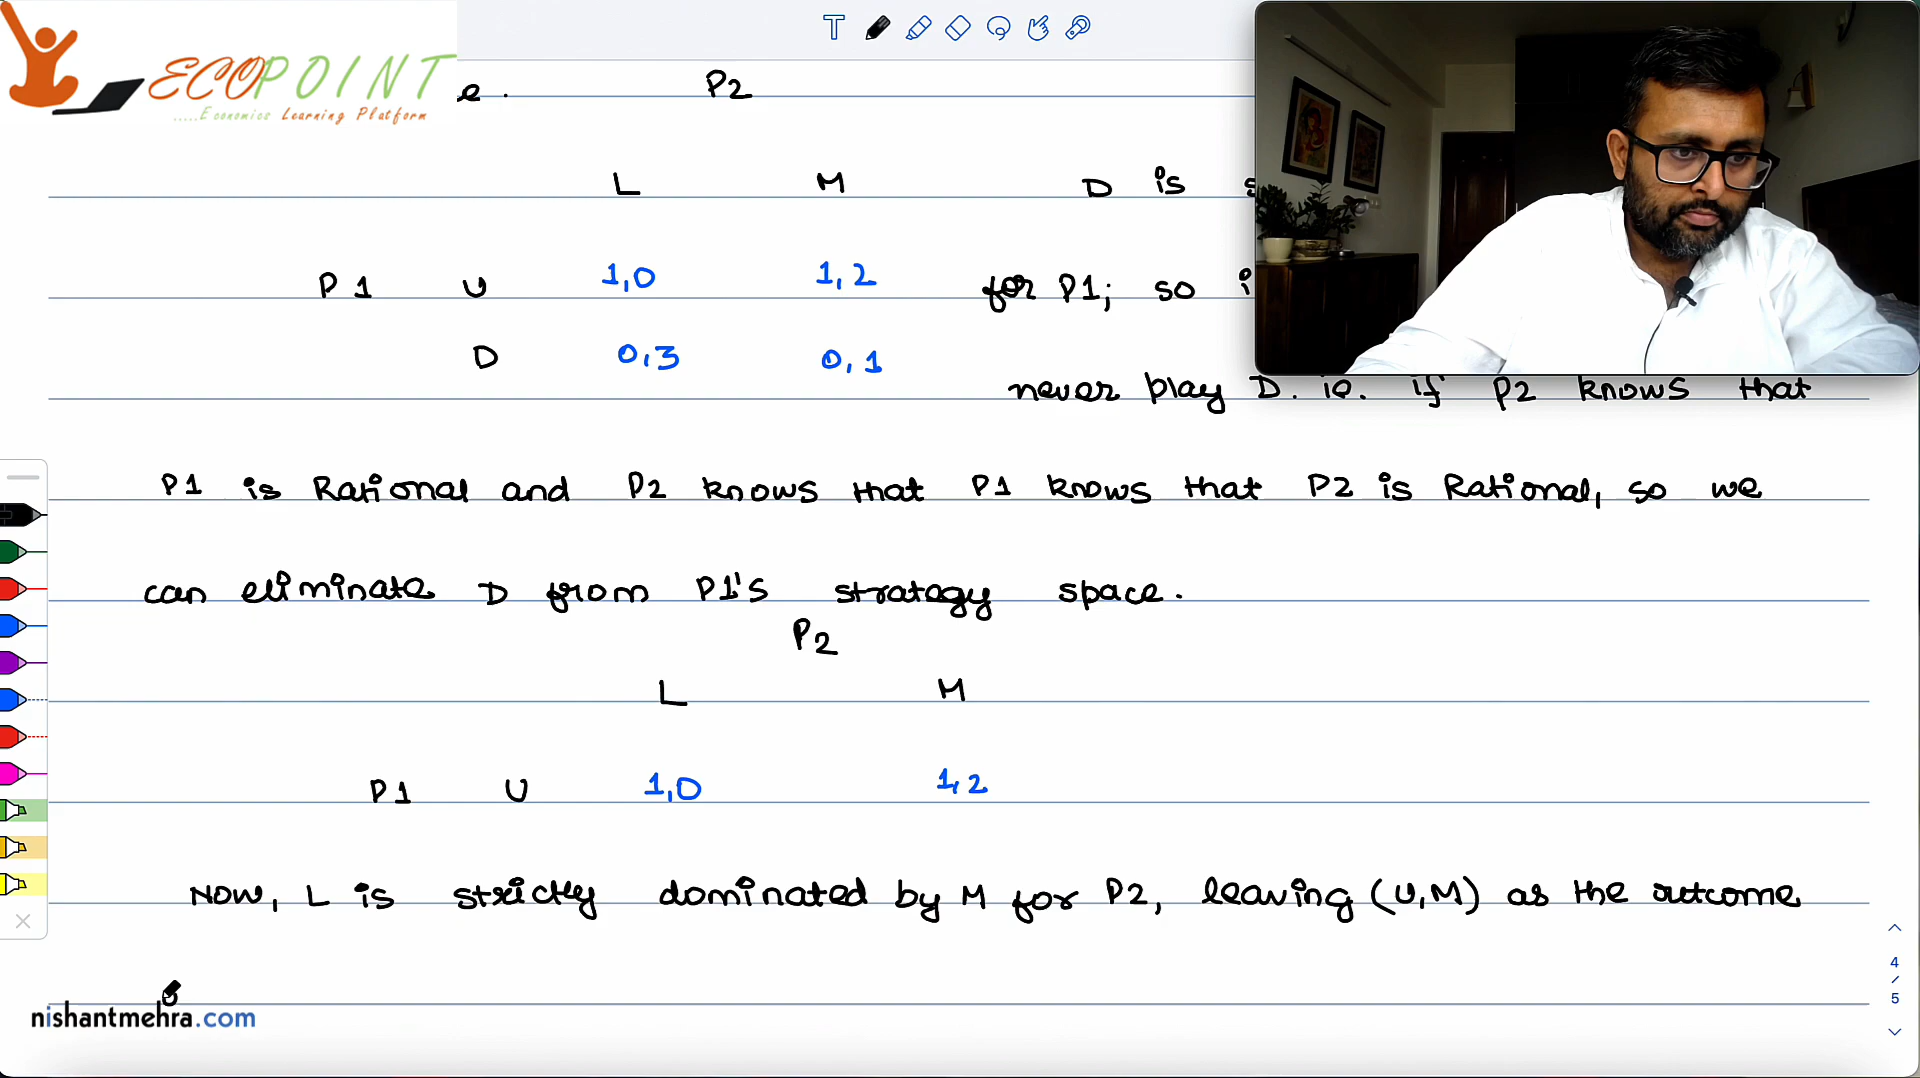 ECOPOINT
.....Economics Learning Platform
e. P2
L M D is
P1 U 1,0 1,2 for P1; so
D 0,3 0,1
never play D. ie. if P2 knows that
P1 is Rational and P2 knows that P1 knows that P2 is Rational, so we
can eliminate D from P1's strategy space.
P2
L M
P1 U 1,0 1,2
Now, L is strictly dominated by M for P2, leaving (U,M) as the outcome
nishantmehra.com
4
/
5